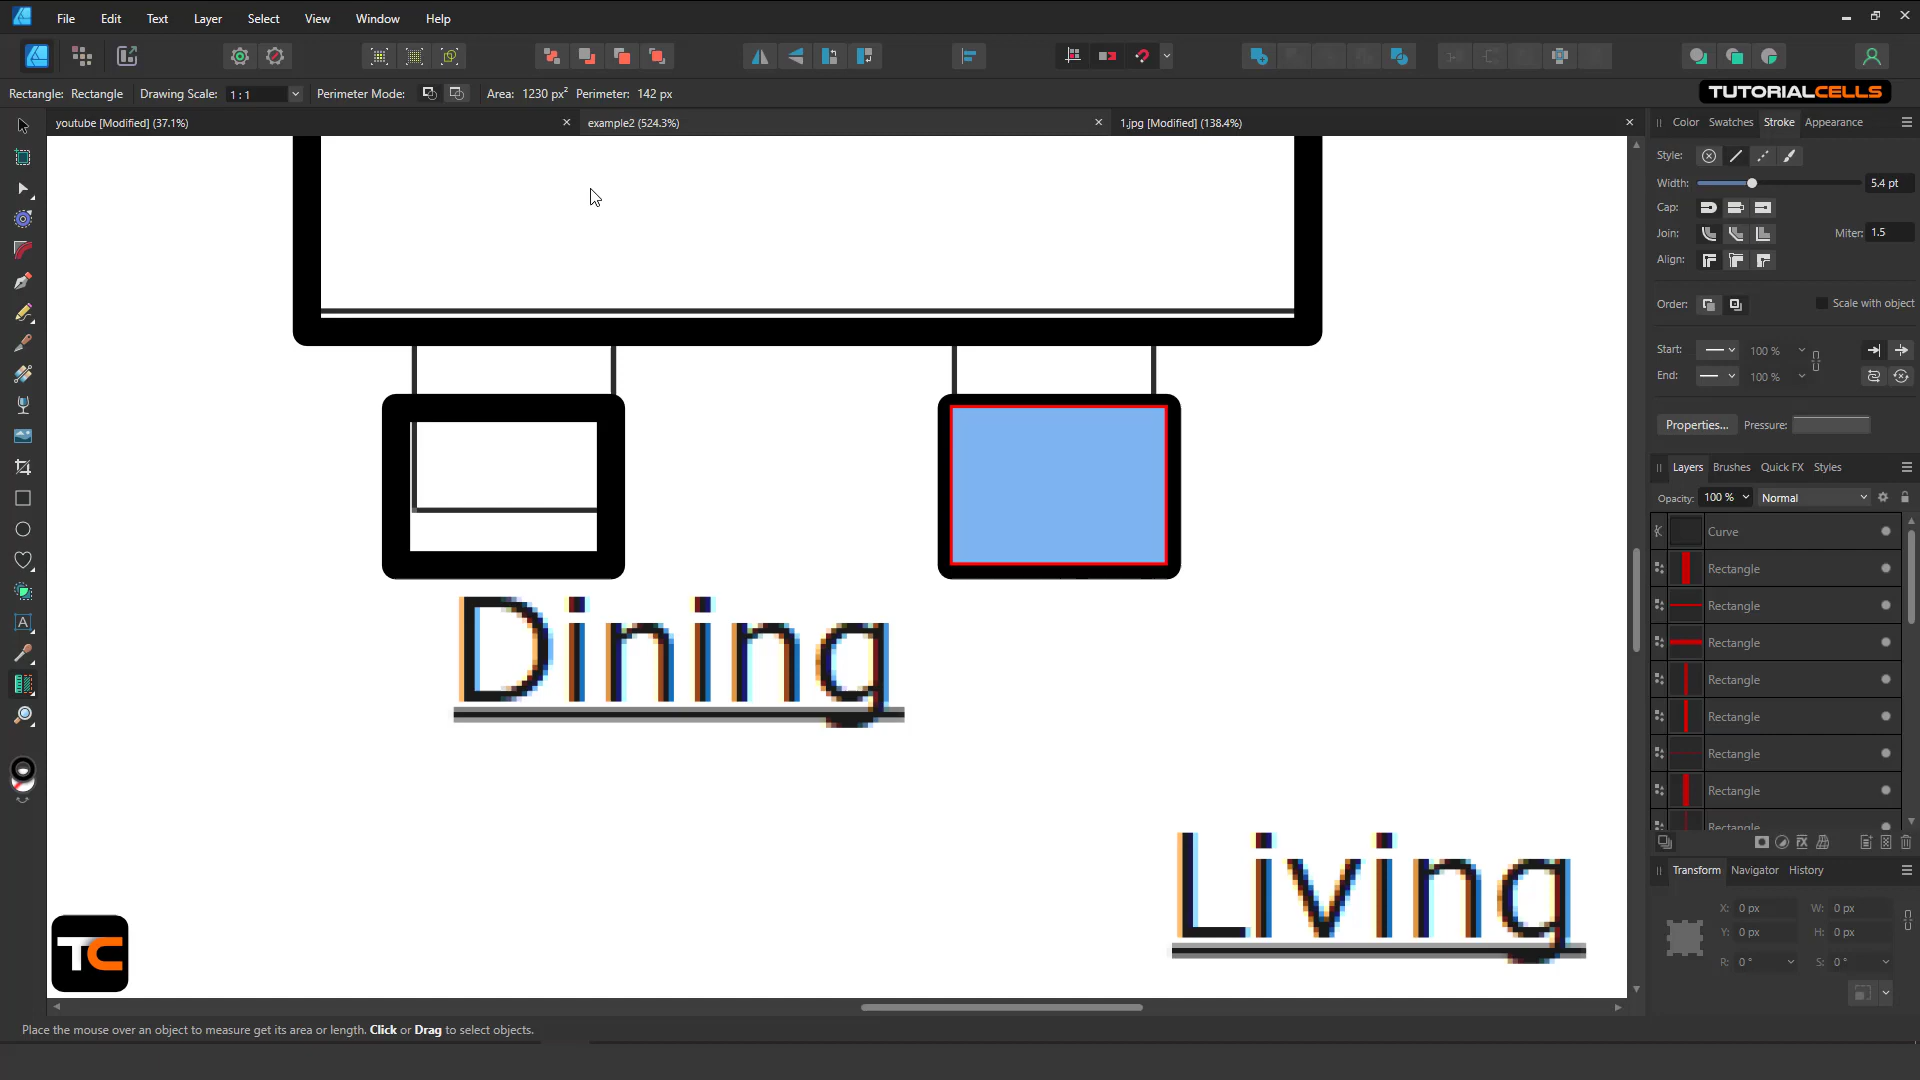 File Edit Text Layer Select View Window Help
Rectangle: Rectangle Drawing Scale: 1:1 Perimeter Mode: Area: 1230 px² Perimeter: 142 px
TUTORIALCELLS
youtube [Modified] (37.1%) example2 (524.3%) 1.jpg [Modified] (138.4%)
Color Swatches Stroke Appearance
Style:
Width: 5.4 pt
Cap:
Join: Miter: 1.5
Align:
Order: Scale with object
Start: 100 %
End: 100 %
Properties... Pressure:
Layers Brushes Quick FX Styles
Opacity: 100 % Normal
Curve
Rectangle
Rectangle
Rectangle
Rectangle
Rectangle
Rectangle
Rectangle
Rectangle
Dining
Living
Transform Navigator History
X: 0 px W: 0 px
Y: 0 px H: 0 px
R: 0 ° S: 0 °
TC
Place the mouse over an object to measure get its area or length. Click or Drag to select objects.